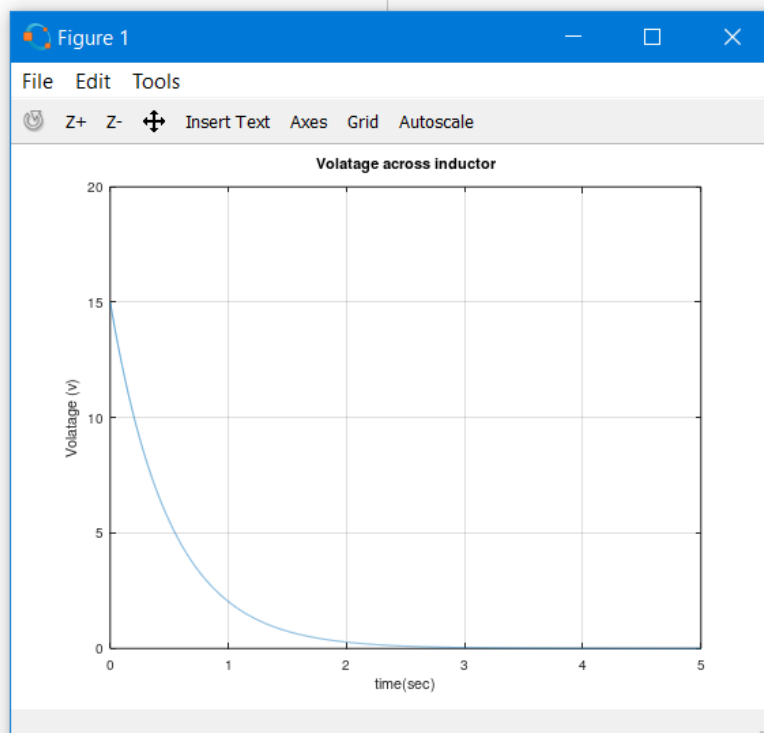 Figure 1
File Edit Tools
Z+ Z- Insert Text Axes Grid Autoscale
Volatage across inductor
20
15
10
5
0
Volatage (v)
0 1 2 3 4 5
time(sec)